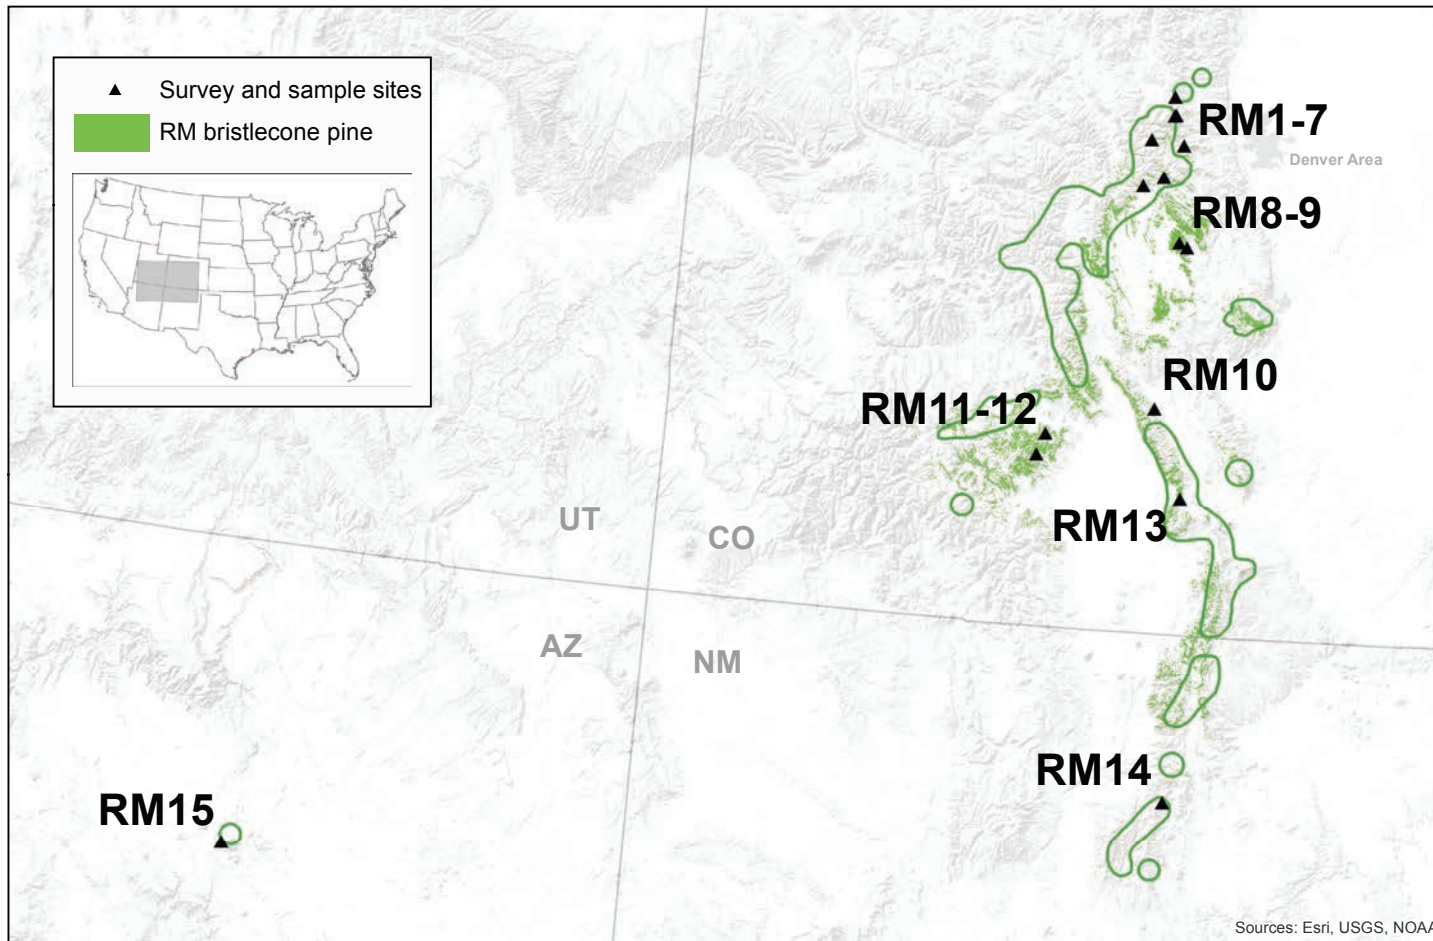 Survey and sample sites
RM bristlecone pine
RM1-7
Denver Area
RM8-9
RM10
RM11-12
RM13
UT
CO
AZ
NM
RM14
RM15
Sources: Esri, USGS, NOAA